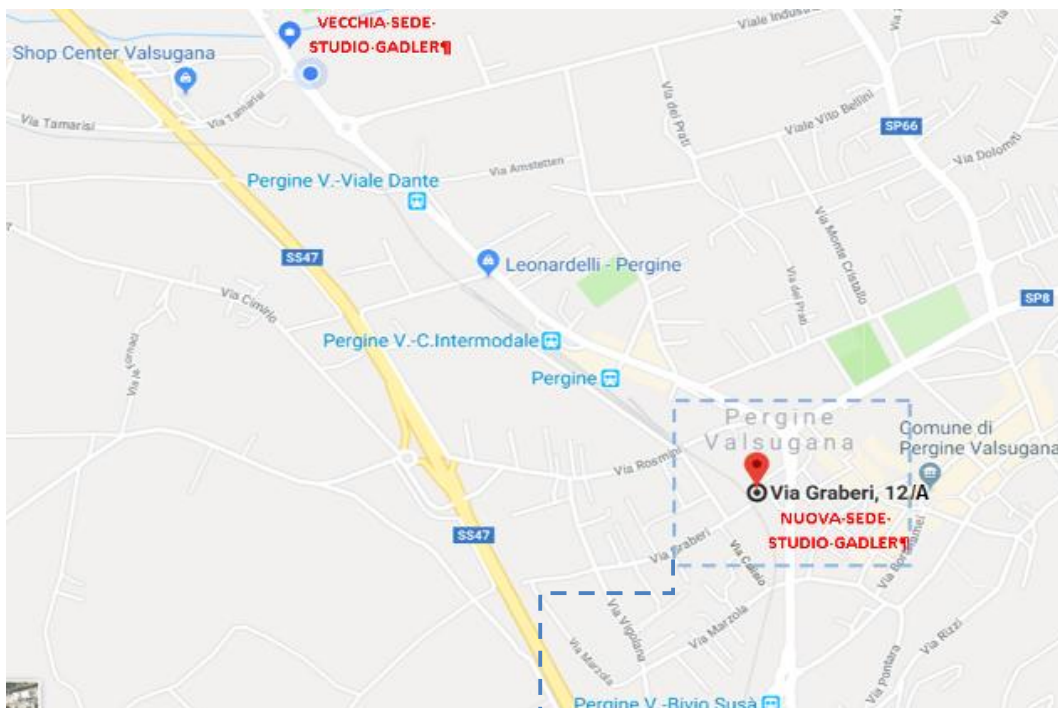 VECCHIA·SEDE·
STUDIO·GADLER¶
Viale Industria
Shop Center Valsugana
Via Tamarisi
Via Tamarisi
Via dei Prati
Viale Vito Bellini
SP66
Via Dolomiti
Via Amstetten
Pergine V.-Viale Dante
Via Monte Cristallo
SS47
Leonardelli - Pergine
Via dei Prati
Via Cimirlo
SP8
Pergine V.-C.Intermodale
Via le Fornaci
Pergine
Pergine
Valsugana
Comune di
Pergine Valsugana
Via Rosmini
Via Graberi, 12/A
NUOVA·SEDE·
STUDIO·GADLER¶
SS47
Via Graberi
Via Marzola
Via Vigolana
Via Marzola
Via Rizzi
Via Pontara
Pergine V.-Bivio Susà